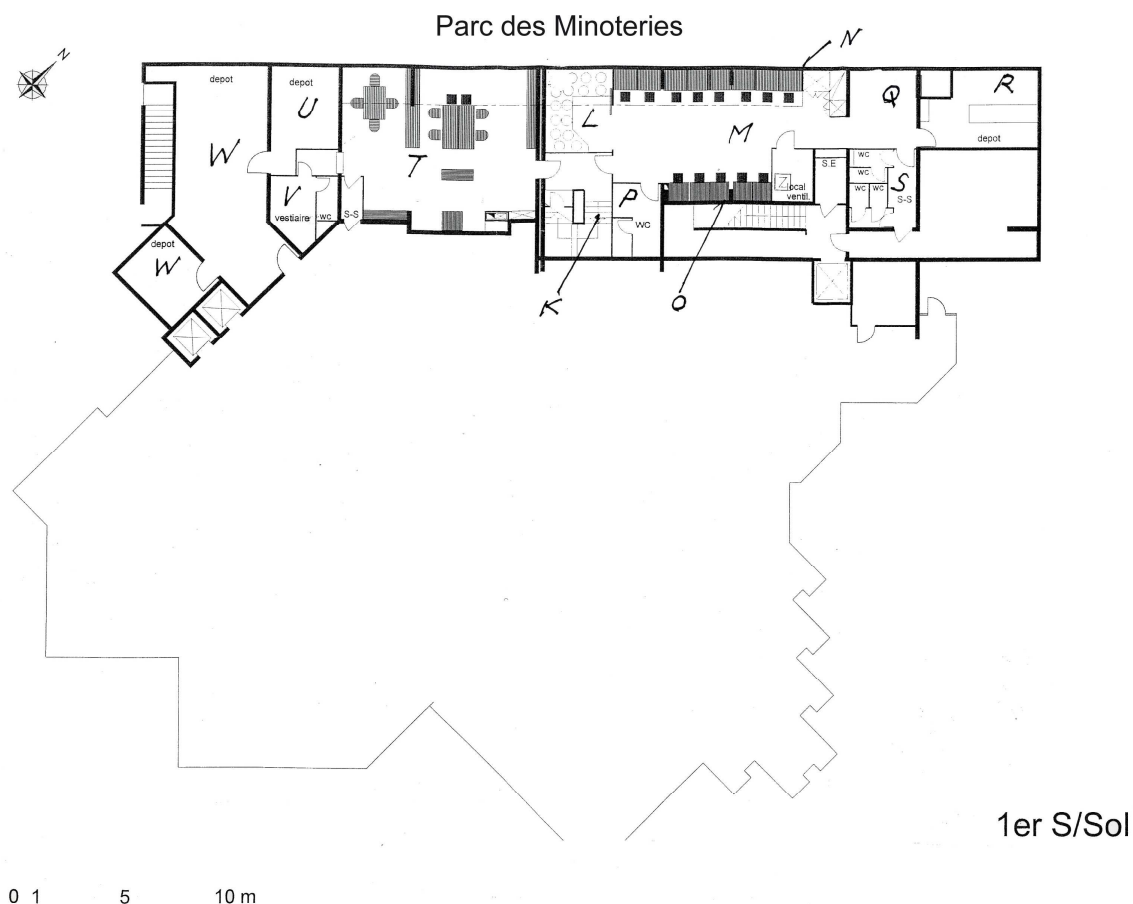 Parc des Minoteries
N
N
depot
depot
U
W
T
L
M
Q
R
depot
V
vestiaire
wc
S-S
P
WC
S.E
Z
local
ventil.
wc
wc
wc
wc
S
S-S
depot
W
K
O
1er S/Sol
0 1 5 10 m